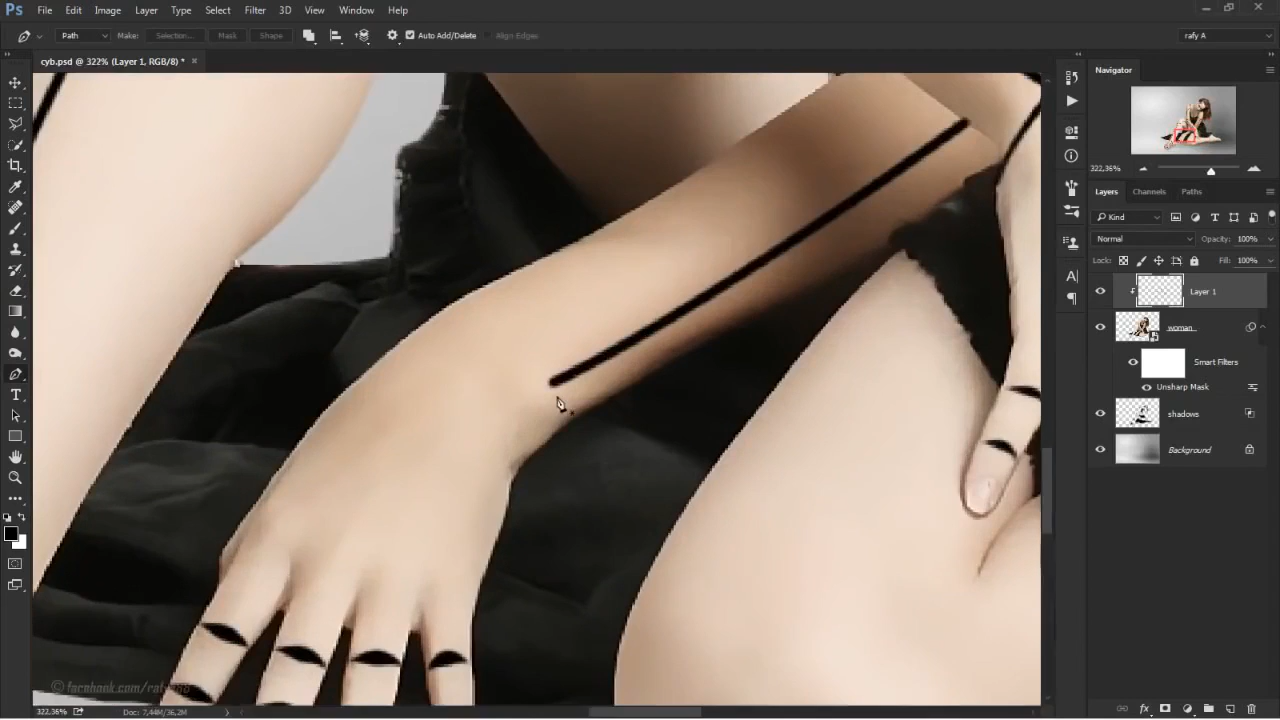 Ps File Edit Image Layer Type Select Filter 3D View Window Help
Path Make: Selection... Mask Shape Auto Add/Delete Align Edges rafy A
cyb.psd @ 322% (Layer 1, RGB/8) * ×
Navigator
322,36%
Layers Channels Paths
Kind
Normal Opacity: 100%
Lock: Fill: 100%
Layer 1
woman
Smart Filters
Unsharp Mask
shadows
Background
322,36% Doc: 7,44M/36,2M